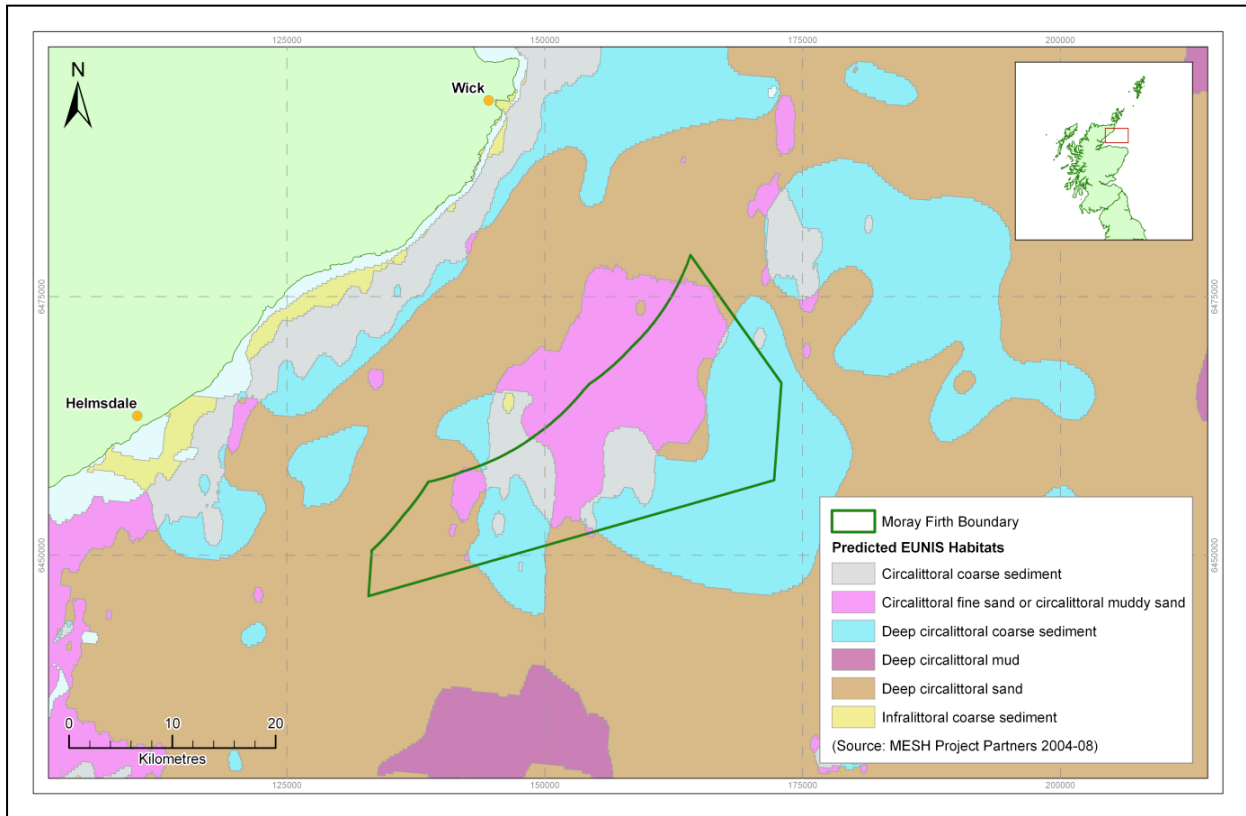 125000
150000
175000
200000
N
Wick
6475000
6475000
Helmsdale
6450000
6450000
Moray Firth Boundary
Predicted EUNIS Habitats
Circalittoral coarse sediment
Circalittoral fine sand or circalittoral muddy sand
Deep circalittoral coarse sediment
Deep circalittoral mud
Deep circalittoral sand
Infralittoral coarse sediment
(Source: MESH Project Partners 2004-08)
0 10 20
Kilometres
125000
150000
175000
200000